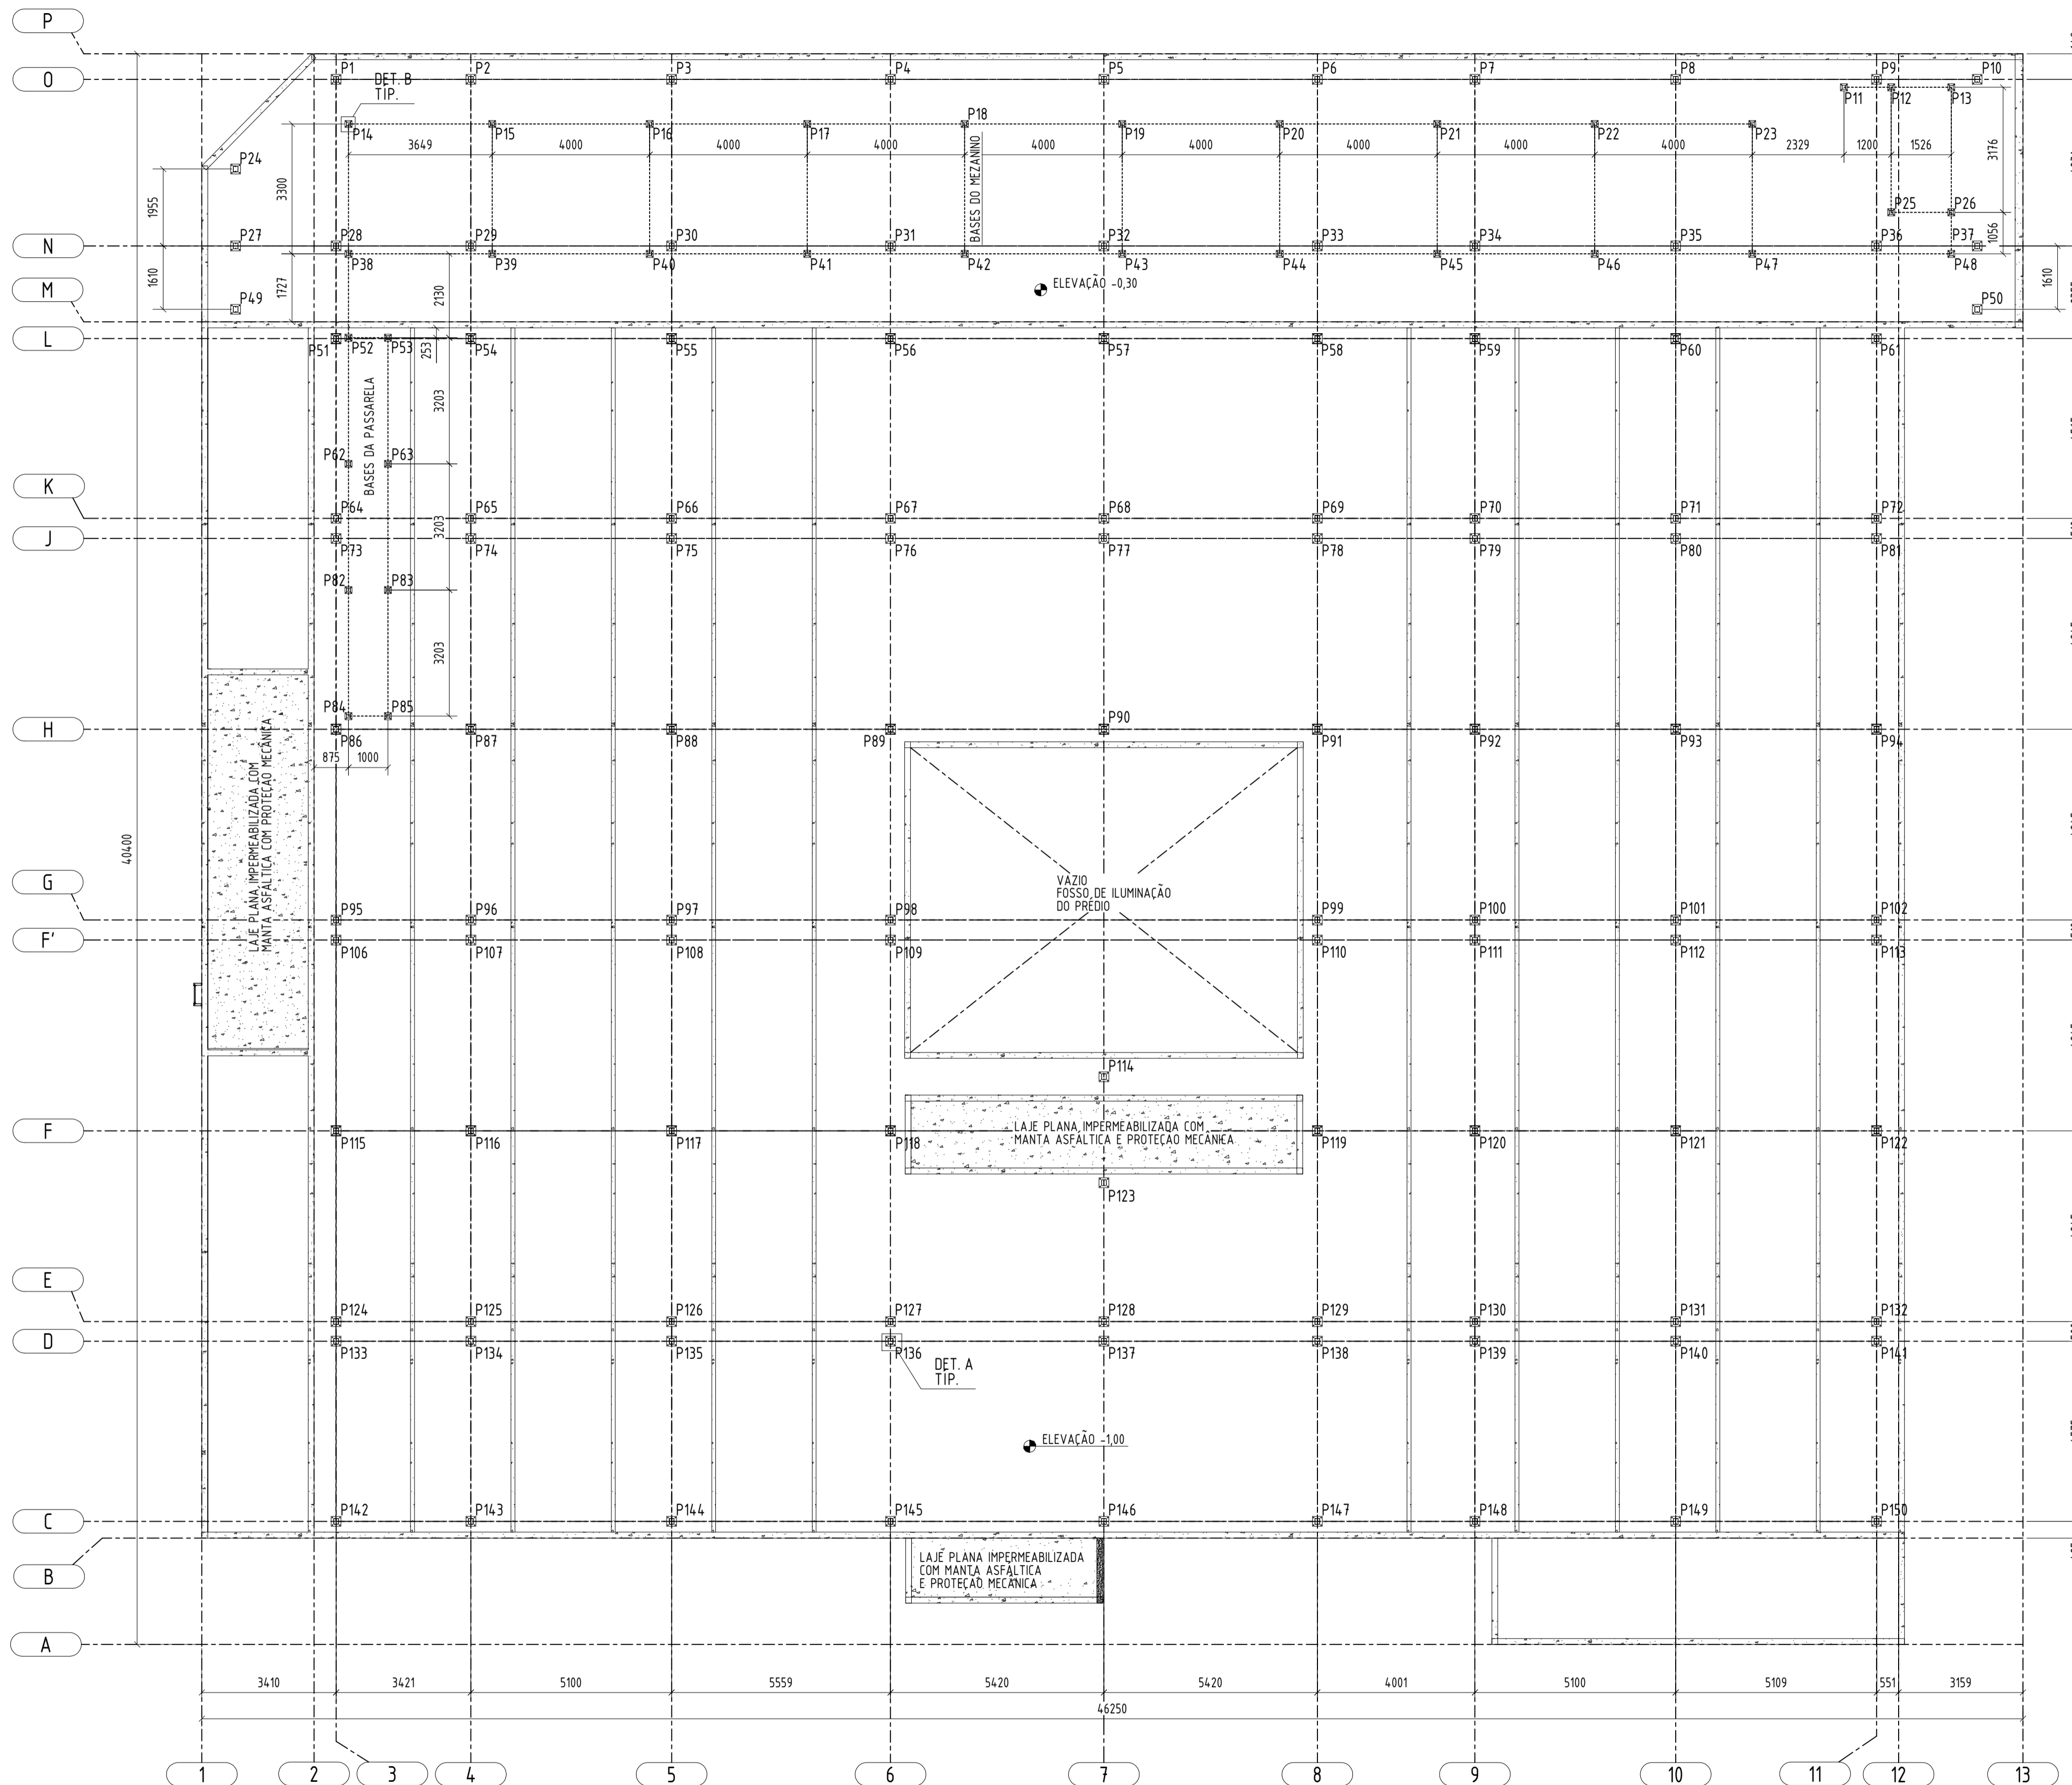 P
O
P1
P2
P3
P4
P5
P6
P7
P8
P9
P10
DET. B
TÍP.
P11
P12
P13
P14
P15
P16
P17
P18
P19
P20
P21
P22
P23
3649
4000
4000
4000
4000
4000
4000
4000
4000
2329
1200
1526
3176
P24
1955
3300
BASES DO MEZANINO
P25
P26
1056
N
P27
P28
P29
P30
P31
P32
P33
P34
P35
P36
P37
P38
P39
P40
P41
P42
P43
P44
P45
P46
P47
P48
1610
1727
2130
1610
M
P49
ELEVAÇÃO -0,30
P50
L
P51
P52
P53
253
P54
P55
P56
P57
P58
P59
P60
P61
BASES DA PASSARELA
3203
P62
P63
K
P64
P65
P66
P67
P68
P69
P70
P71
P72
3203
J
P73
P74
P75
P76
P77
P78
P79
P80
P81
P82
P83
3203
P84
P85
H
P86
P87
P88
P89
P90
P91
P92
P93
P94
875
1000
LAJE PLANA IMPERMEABILIZADA COM
MANTA ASFÁLTICA COM PROTEÇÃO MECÂNICA
40400
G
VAZIO
FOSSO DE ILUMINAÇÃO
DO PRÉDIO
P95
P96
P97
P98
P99
P100
P101
P102
F'
P106
P107
P108
P109
P110
P111
P112
P113
P114
F
LAJE PLANA IMPERMEABILIZADA COM
MANTA ASFÁLTICA E PROTEÇÃO MECÂNICA
P115
P116
P117
P118
P119
P120
P121
P122
P123
E
P124
P125
P126
P127
P128
P129
P130
P131
P132
D
P133
P134
P135
P136
P137
P138
P139
P140
P141
DET. A
TÍP.
ELEVAÇÃO -1,00
C
P142
P143
P144
P145
P146
P147
P148
P149
P150
B
LAJE PLANA IMPERMEABILIZADA
COM MANTA ASFÁLTICA
E PROTEÇÃO MECÂNICA
A
3410
3421
5100
5559
5420
5420
4001
5100
5109
551
3159
46250
1
2
3
4
5
6
7
8
9
10
11
12
13